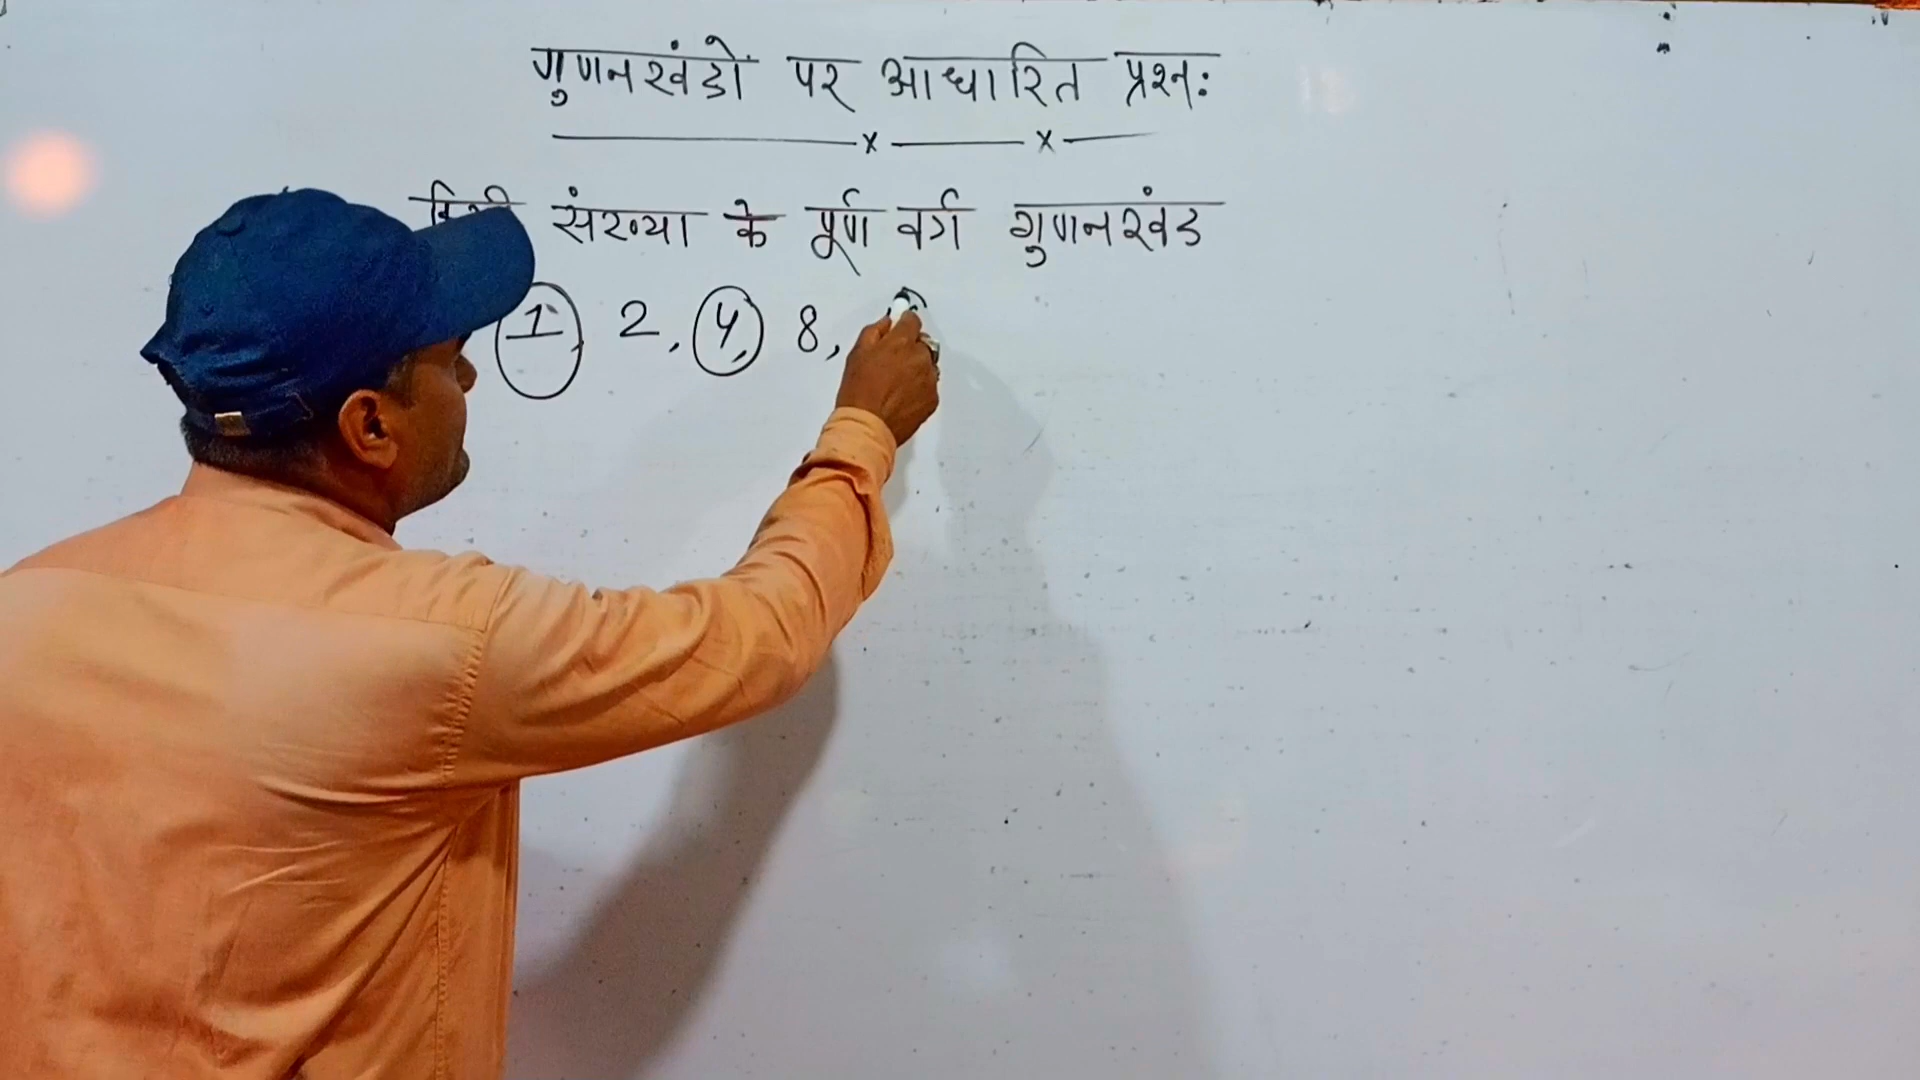 गुणनखंडों पर आधारित प्रश्न:
x x
संख्या के पूर्ण वर्ग गुणनखंड
1 2, 4, 8,